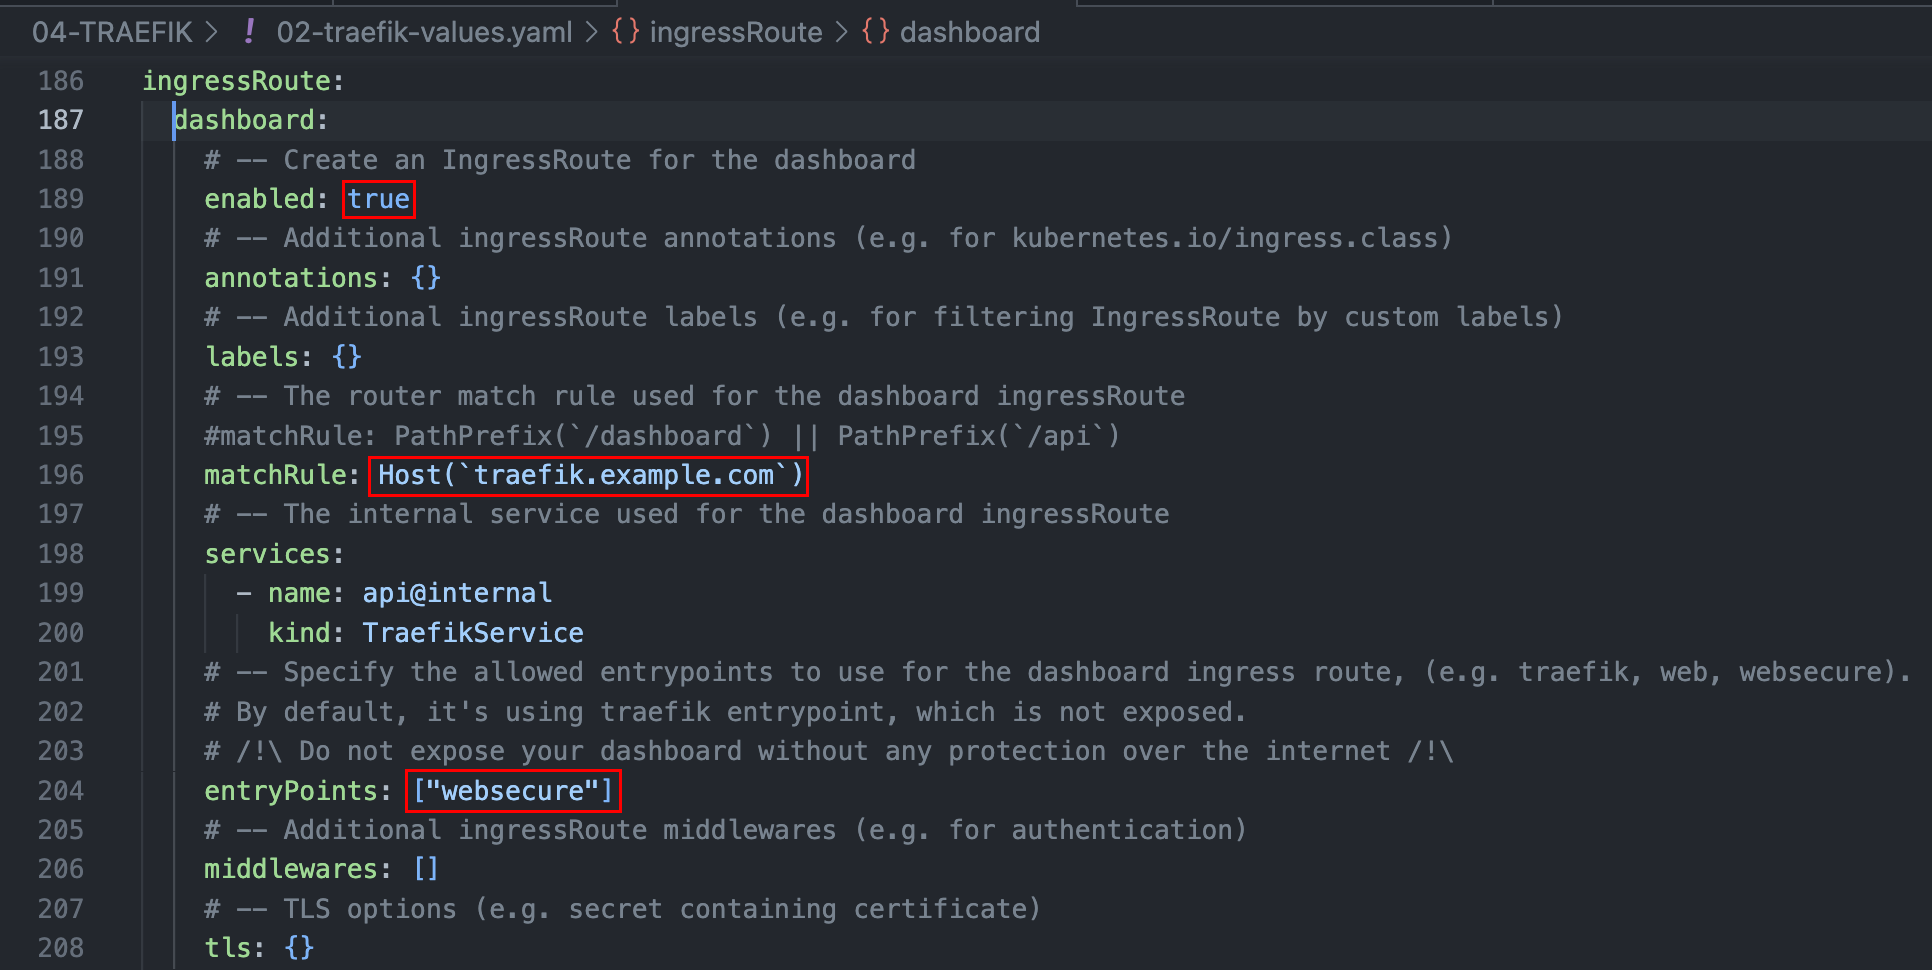 04-TRAEFIK > ! 02-traefik-values.yaml > {} ingressRoute > {} dashboard
186 ingressRoute:
187   dashboard:
188     # -- Create an IngressRoute for the dashboard
189     enabled: true
190     # -- Additional ingressRoute annotations (e.g. for kubernetes.io/ingress.class)
191     annotations: {}
192     # -- Additional ingressRoute labels (e.g. for filtering IngressRoute by custom labels)
193     labels: {}
194     # -- The router match rule used for the dashboard ingressRoute
195     #matchRule: PathPrefix(`/dashboard`) || PathPrefix(`/api`)
196     matchRule: Host(`traefik.example.com`)
197     # -- The internal service used for the dashboard ingressRoute
198     services:
199       - name: api@internal
200         kind: TraefikService
201     # -- Specify the allowed entrypoints to use for the dashboard ingress route, (e.g. traefik, web, websecure).
202     # By default, it's using traefik entrypoint, which is not exposed.
203     # /!\ Do not expose your dashboard without any protection over the internet /!\
204     entryPoints: ["websecure"]
205     # -- Additional ingressRoute middlewares (e.g. for authentication)
206     middlewares: []
207     # -- TLS options (e.g. secret containing certificate)
208     tls: {}